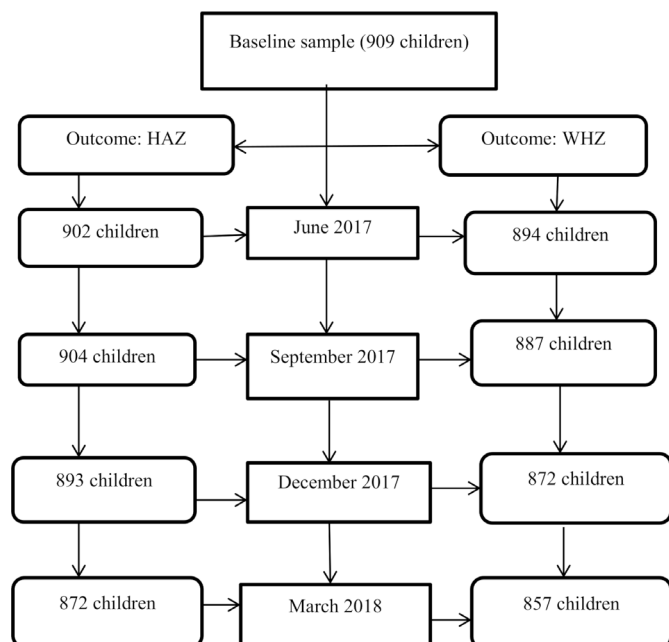 Baseline sample (909 children)
Outcome: HAZ
Outcome: WHZ
902 children
June 2017
894 children
904 children
September 2017
887 children
893 children
December 2017
872 children
872 children
March 2018
857 children